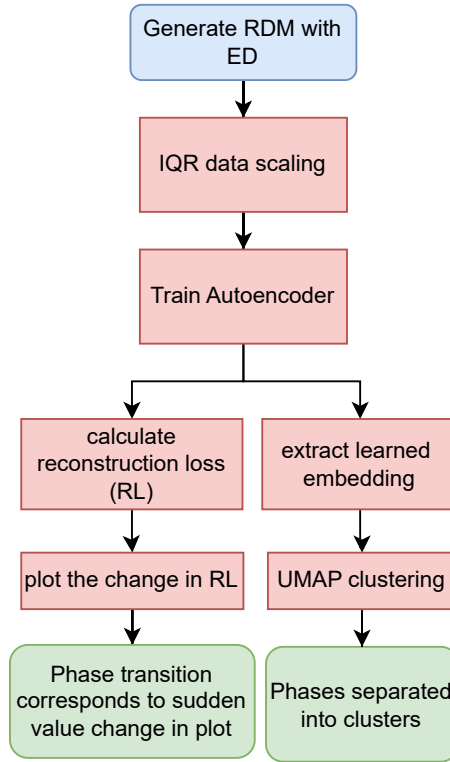 Generate RDM with
ED
IQR data scaling
Train Autoencoder
calculate
reconstruction loss
(RL)
extract learned
embedding
plot the change in RL
UMAP clustering
Phase transition
corresponds to sudden
value change in plot
Phases separated
into clusters